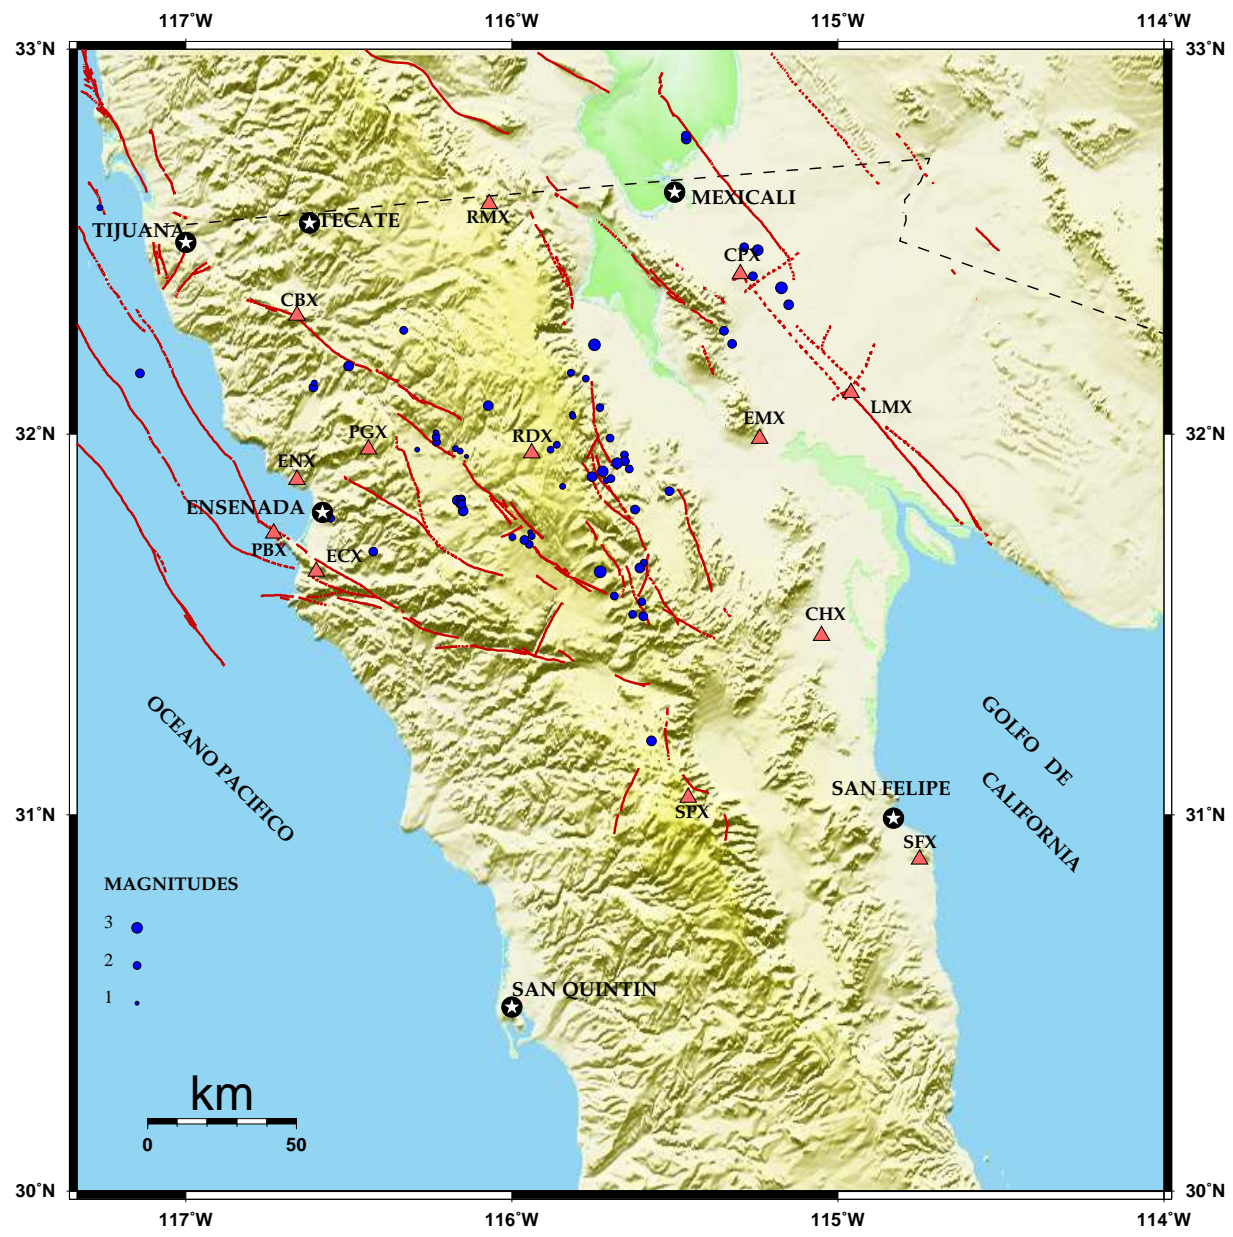 117°W 116°W 115°W 114°W
33°N 33°N
MEXICALI
RMX
TECATE
TIJUANA
CPX
CBX
LMX
EMX
PGX
RDX
32°N 32°N
ENX
ENSENADA
PBX
ECX
CHX
OCEANO PACIFICO
GOLFO DE
CALIFORNIA
SAN FELIPE
SPX
31°N 31°N
SFX
MAGNITUDES
3
2
1
SAN QUINTIN
km
0 50
30°N 30°N
117°W 116°W 115°W 114°W